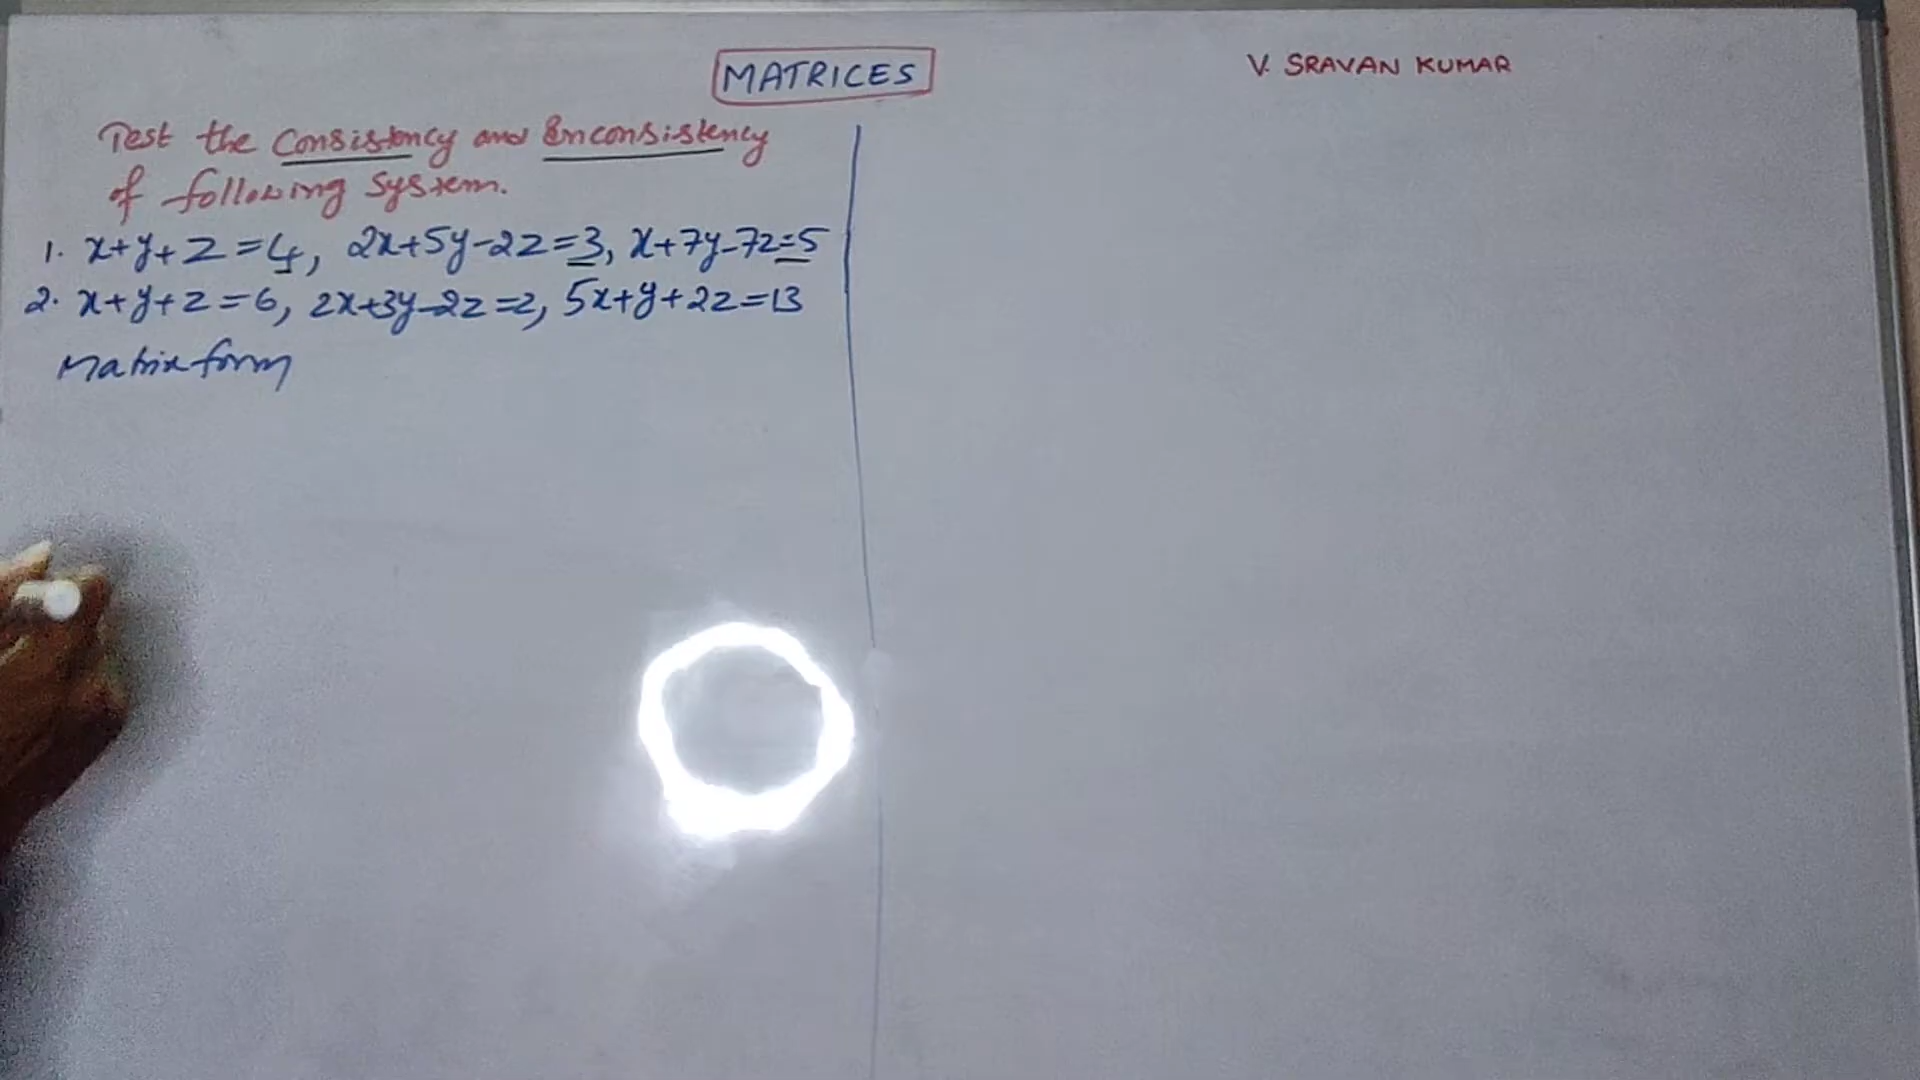 MATRICES
V. SRAVAN KUMAR
Test the Consistency and Inconsistency
of following System.
1. x+y+z=4, 2x+5y-2z=3, x+7y-7z=5
2. x+y+z=6, 2x+3y-2z=2, 5x+y+2z=13
Matrix form